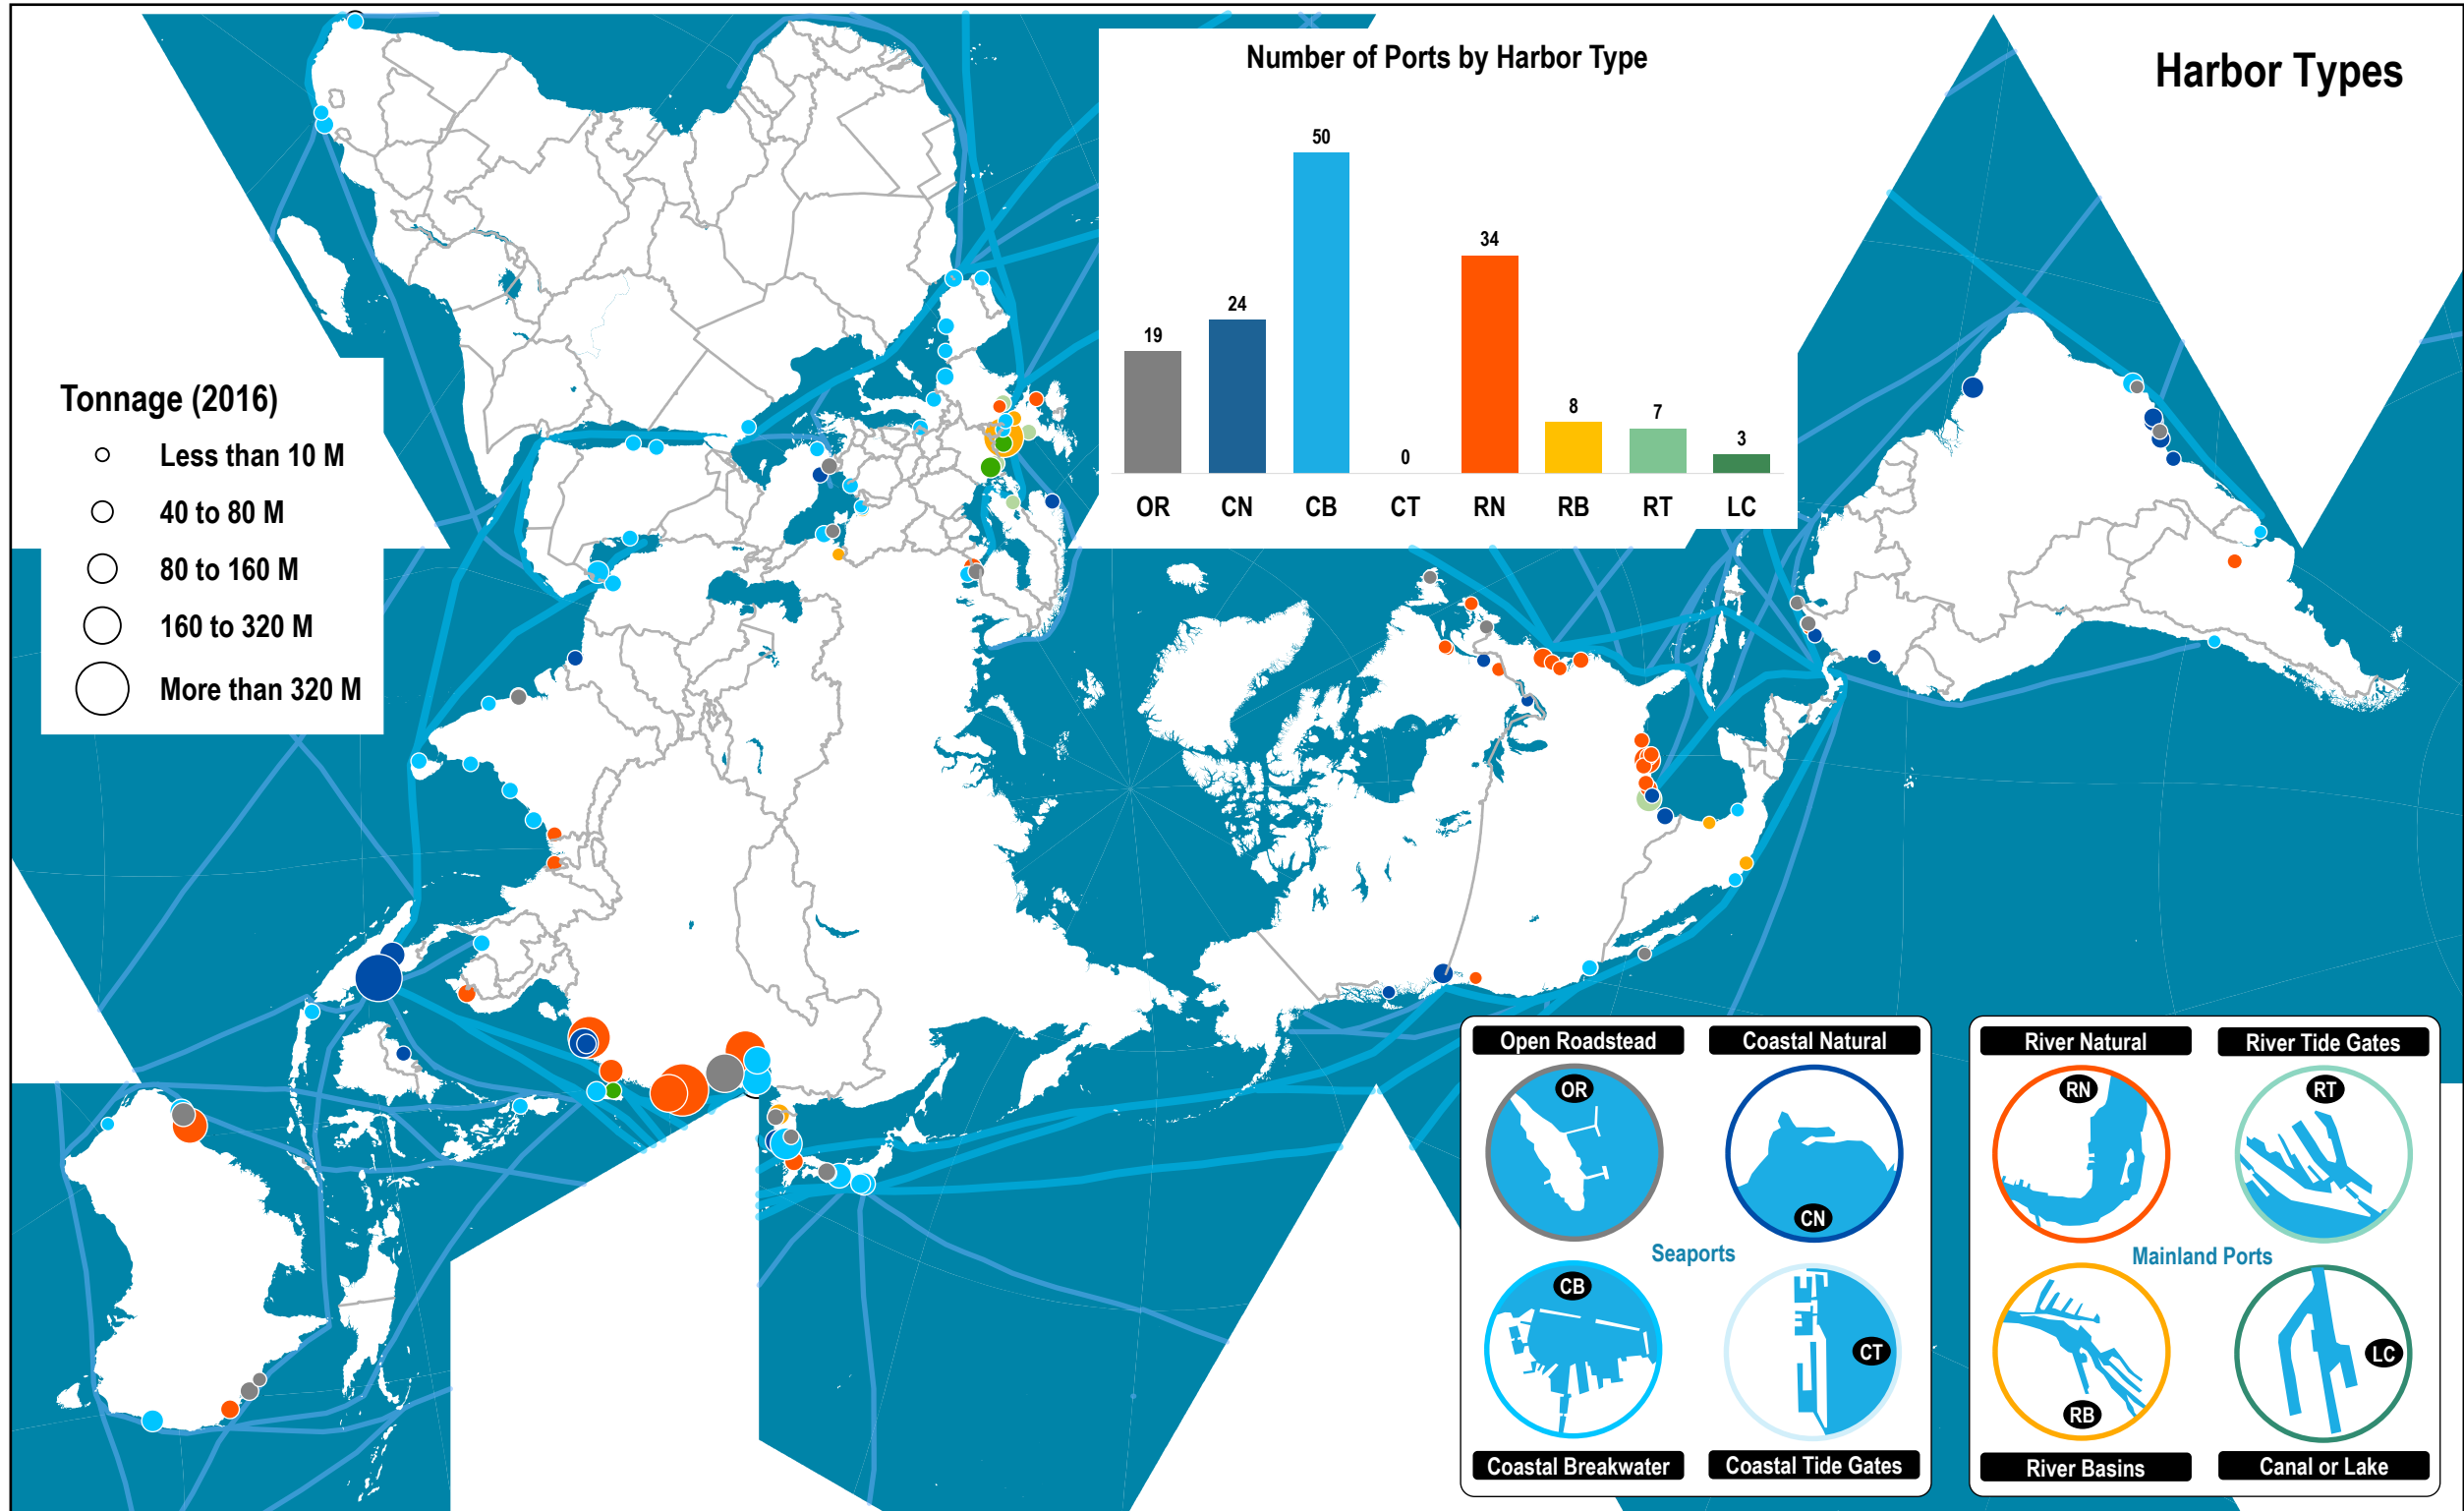 Harbor Types
Number of Ports by Harbor Type
50
34
24
19
8
7
3
0
OR CN CB CT RN RB RT LC
Tonnage (2016)
Less than 10 M
40 to 80 M
80 to 160 M
160 to 320 M
More than 320 M
Open Roadstead
Coastal Natural
OR
CN
Seaports
CB
CT
Coastal Breakwater
Coastal Tide Gates
River Natural
River Tide Gates
RN
RT
Mainland Ports
RB
LC
River Basins
Canal or Lake